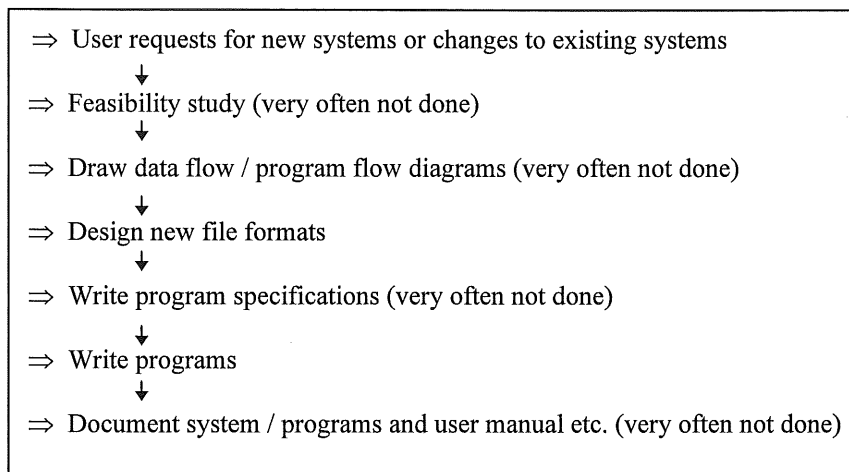 ⇒ User requests for new systems or changes to existing systems
↓
⇒ Feasibility study (very often not done)
↓
⇒ Draw data flow / program flow diagrams (very often not done)
↓
⇒ Design new file formats
↓
⇒ Write program specifications (very often not done)
↓
⇒ Write programs
↓
⇒ Document system / programs and user manual etc. (very often not done)